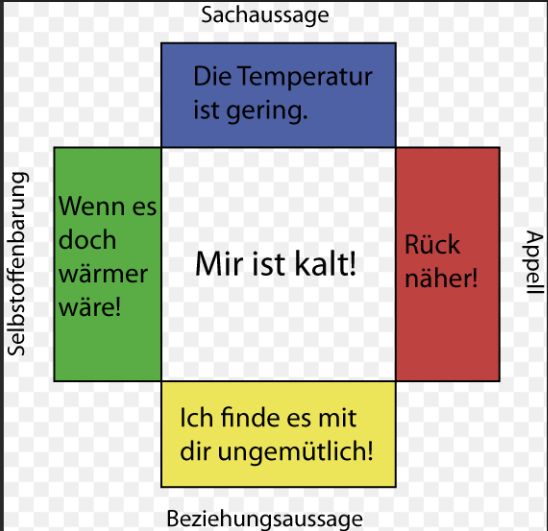 Sachaussage
Die Temperatur
ist gering.
Selbstoffenbarung
Wenn es
doch
wärmer
wäre!
Mir ist kalt!
Rück
näher!
Appell
Ich finde es mit
dir ungemütlich!
Beziehungsaussage